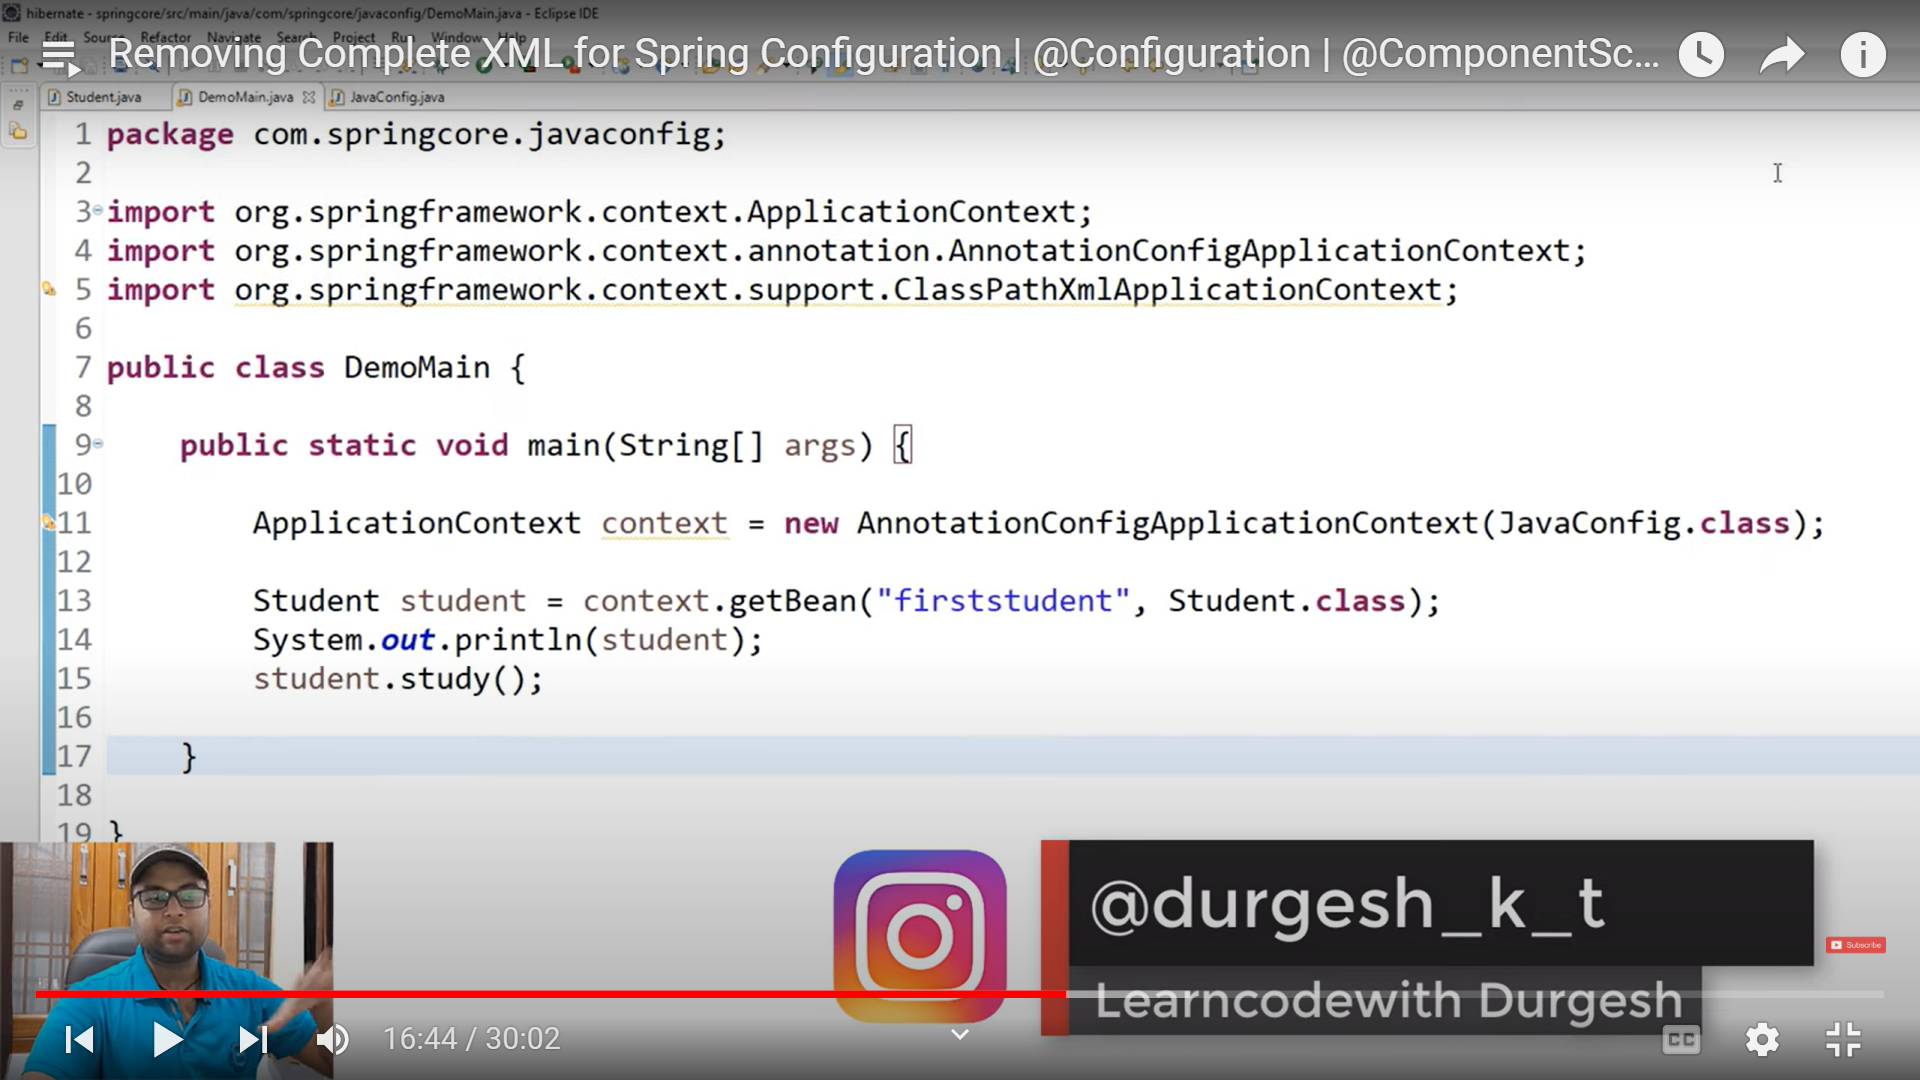 hibernate - springcore/src/main/java/com/springcore/javaconfig/DemoMain.java - Eclipse IDE
File Edit Source Refactor Navigate Search Project Run Window Help
Removing Complete XML for Spring Configuration | @Configuration | @ComponentSc...
Student.java DemoMain.java JavaConfig.java
1 package com.springcore.javaconfig;
2
3 import org.springframework.context.ApplicationContext;
4 import org.springframework.context.annotation.AnnotationConfigApplicationContext;
5 import org.springframework.context.support.ClassPathXmlApplicationContext;
6
7 public class DemoMain {
8
9 public static void main(String[] args) {
10
11 ApplicationContext context = new AnnotationConfigApplicationContext(JavaConfig.class);
12
13 Student student = context.getBean("firststudent", Student.class);
14 System.out.println(student);
15 student.study();
16
17 }
18
19 }
@durgesh_k_t
Subscribe
Learncodewith Durgesh
16:44 / 30:02
CC